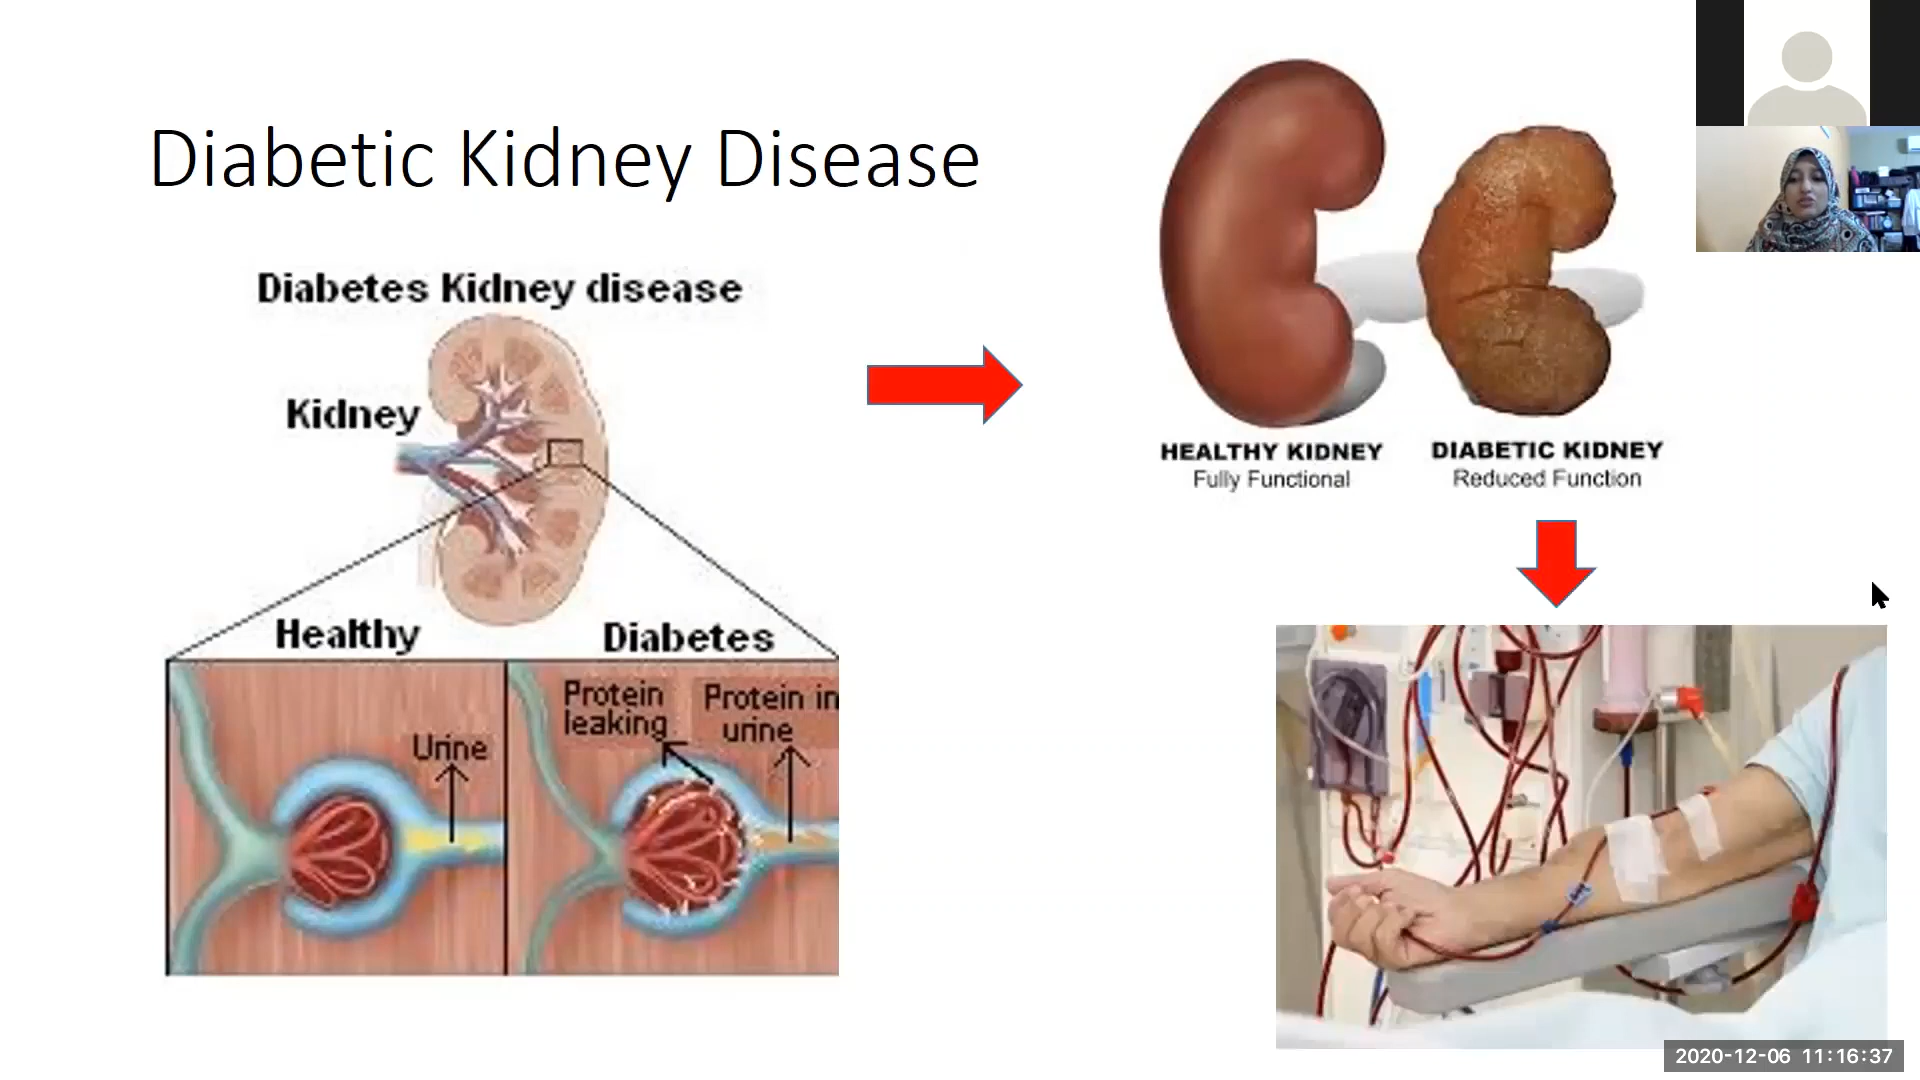 Diabetic Kidney Disease
Diabetes Kidney disease
Kidney
Healthy
Diabetes
Urine
Protein
leaking
Protein in
urine
HEALTHY KIDNEY
Fully Functional
DIABETIC KIDNEY
Reduced Function
2020-12-06 11:16:37